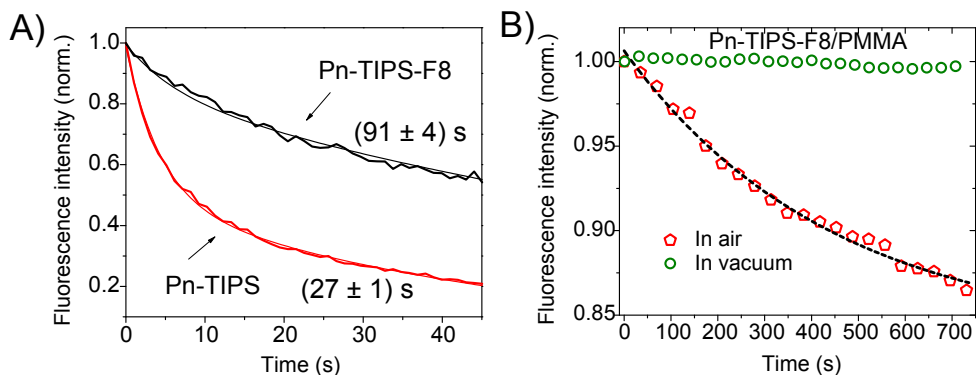 A)
Fluorescence intensity (norm.)
1.0
0.8
0.6
0.4
0.2
Pn-TIPS-F8
(91 ± 4) s
Pn-TIPS
(27 ± 1) s
0 10 20 30 40
Time (s)
B)
Fluorescence intensity (norm.)
1.00
0.95
0.90
0.85
Pn-TIPS-F8/PMMA
In air
In vacuum
0 100 200 300 400 500 600 700
Time (s)